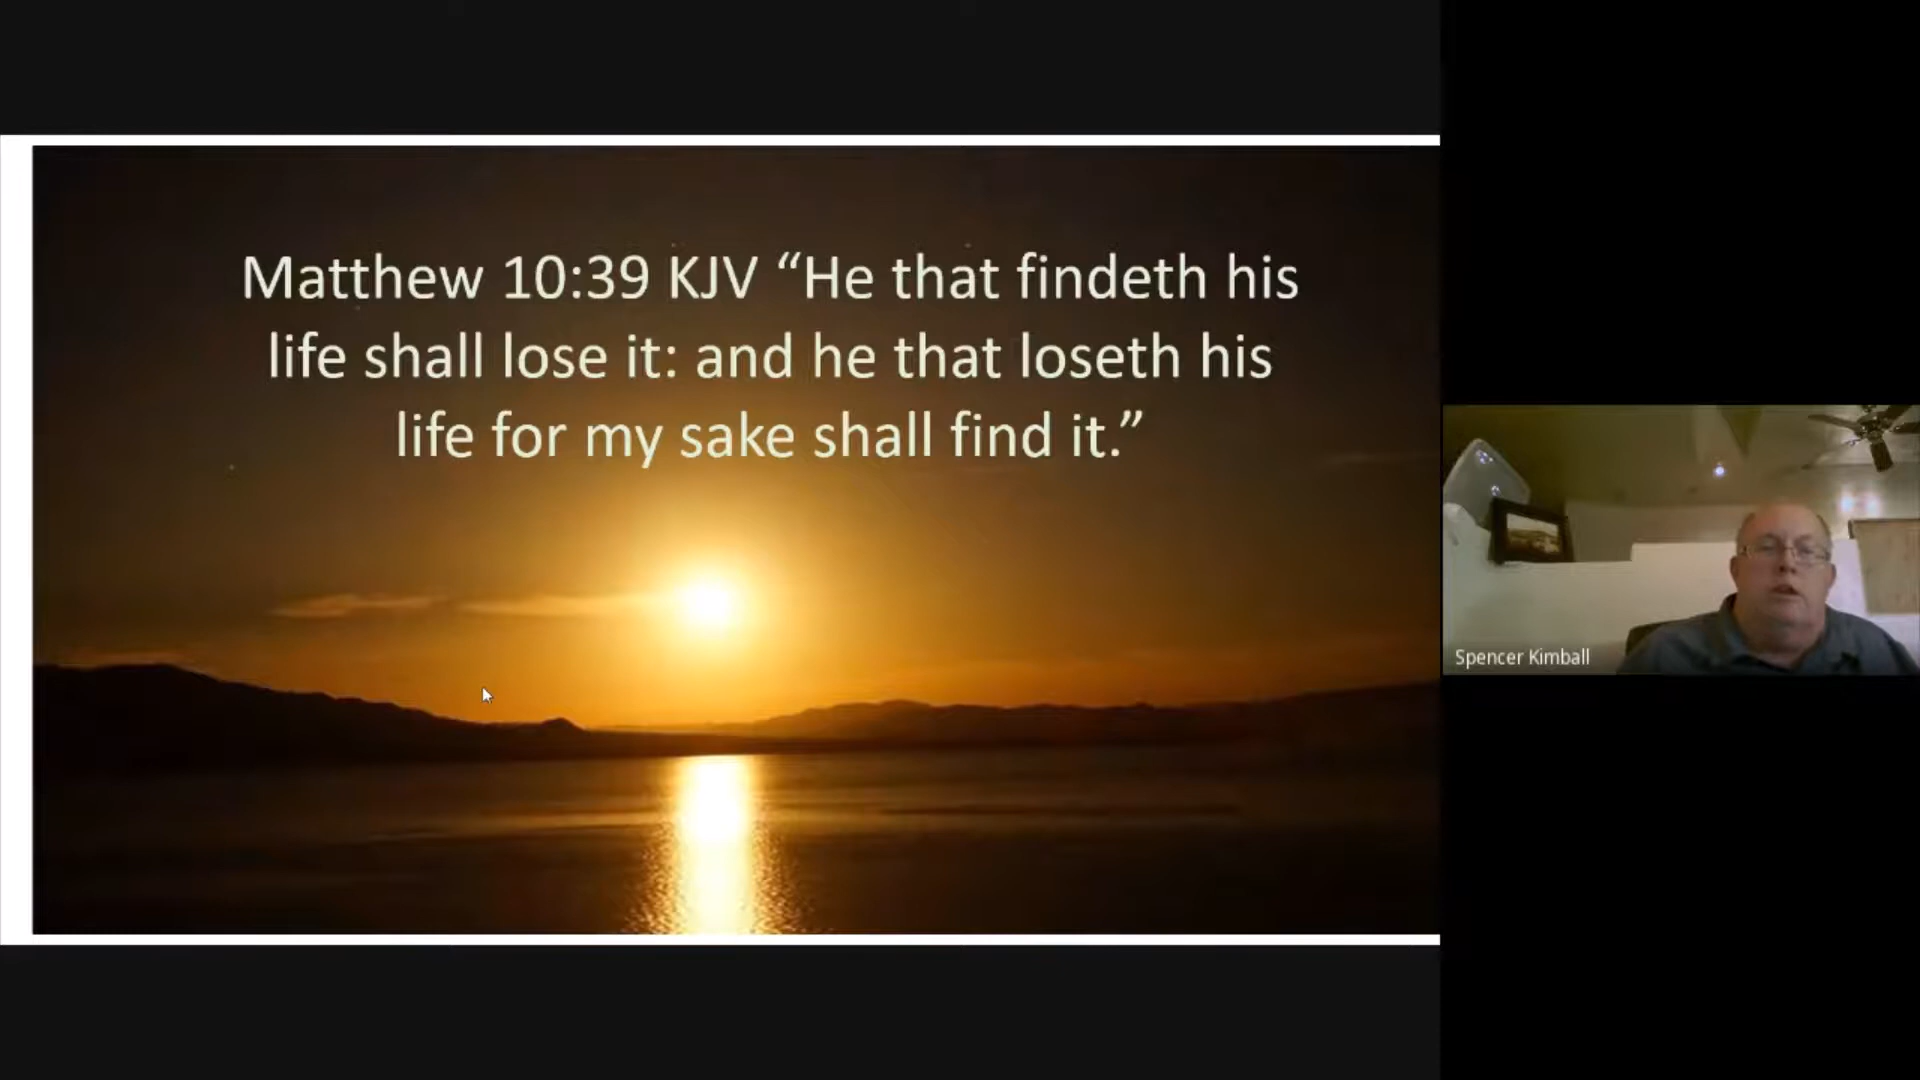 Matthew 10:39 KJV “He that findeth his
life shall lose it: and he that loseth his
life for my sake shall find it.”
Spencer Kimball